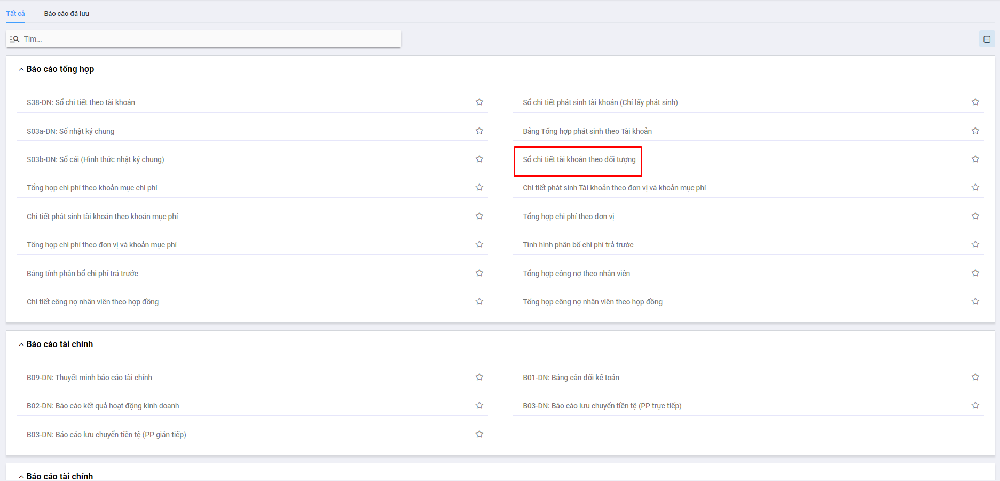 Tất cả
Báo cáo đã lưu
Tìm...
Báo cáo tổng hợp
S38-DN: Sổ chi tiết theo tài khoản
Sổ chi tiết phát sinh tài khoản (Chỉ lấy phát sinh)
S03a-DN: Sổ nhật ký chung
Bảng Tổng hợp phát sinh theo Tài khoản
S03b-DN: Sổ cái (Hình thức nhật ký chung)
Sổ chi tiết tài khoản theo đối tượng
Tổng hợp chi phí theo khoản mục chi phí
Chi tiết phát sinh Tài khoản theo đơn vị và khoản mục phí
Chi tiết phát sinh tài khoản theo khoản mục phí
Tổng hợp chi phí theo đơn vị
Tổng hợp chi phí theo đơn vị và khoản mục phí
Tình hình phân bổ chi phí trả trước
Bảng tính phân bổ chi phí trả trước
Tổng hợp công nợ theo nhân viên
Chi tiết công nợ nhân viên theo hợp đồng
Tổng hợp công nợ nhân viên theo hợp đồng
Báo cáo tài chính
B09-DN: Thuyết minh báo cáo tài chính
B01-DN: Bảng cân đối kế toán
B02-DN: Báo cáo kết quả hoạt động kinh doanh
B03-DN: Báo cáo lưu chuyển tiền tệ (PP trực tiếp)
B03-DN: Báo cáo lưu chuyển tiền tệ (PP gián tiếp)
Báo cáo tài chính